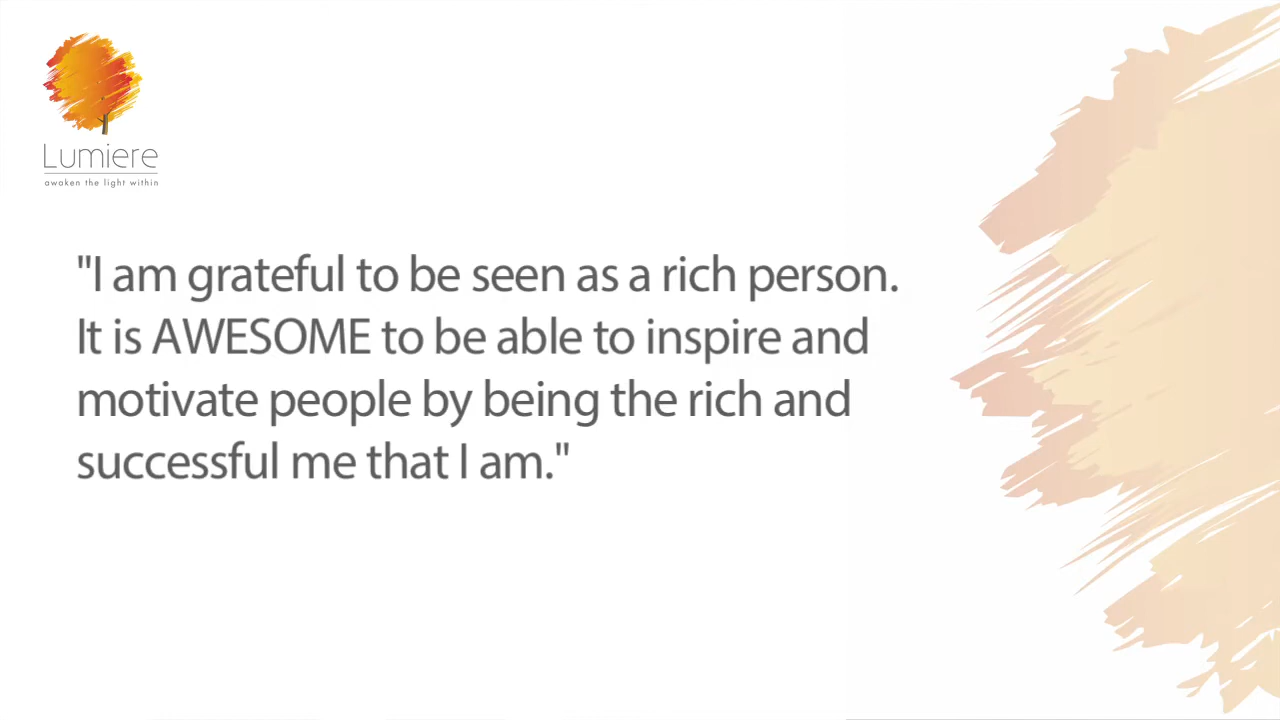 Lumiere
awaken the light within
"I am grateful to be seen as a rich person.
It is AWESOME to be able to inspire and
motivate people by being the rich and
successful me that I am."